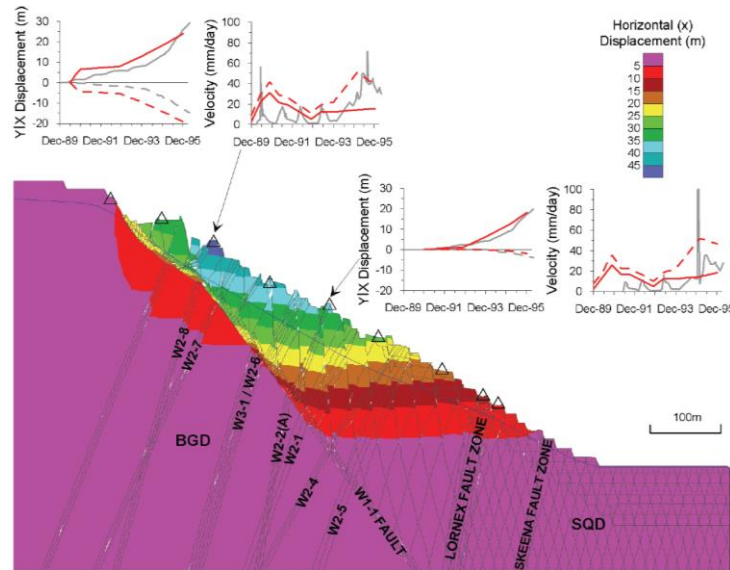 Horizontal (x)
Displacement (m)
5
10
15
20
25
30
35
40
45
Y|X Displacement (m)
30
20
10
0
-10
-20
Dec-89 Dec-91 Dec-93 Dec-95
Velocity (mm/day)
100
80
60
40
20
0
Dec-89
Dec-91
Dec-93
Dec-95
Y|X Displacement (m)
30
20
10
0
-10
-20
Dec-89 Dec-91 Dec-93 Dec-95
Velocity (mm/day)
100
80
60
40
20
0
Dec-89
Dec-91
Dec-93
Dec-95
W2-8
W2-7
W3-1 / W2-6
W2-2(A)
W2-1
W2-4
W2-5
W1-1 FAULT
LORNEX FAULT ZONE
SKEENA FAULT ZONE
BGD
SQD
100m